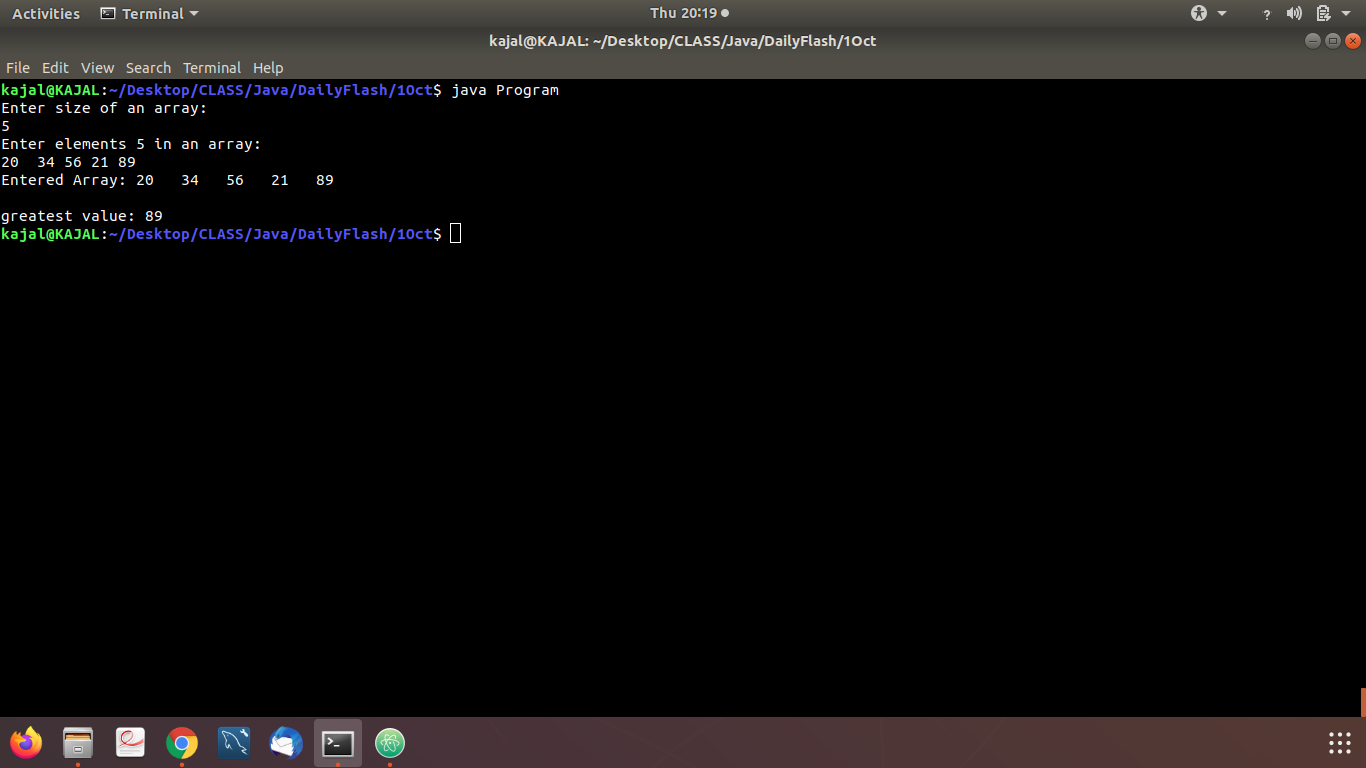 Activities Terminal Thu 20:19
kajal@KAJAL: ~/Desktop/CLASS/Java/DailyFlash/1Oct
File Edit View Search Terminal Help
kajal@KAJAL:~/Desktop/CLASS/Java/DailyFlash/1Oct$ java Program
Enter size of an array:
5
Enter elements 5 in an array:
20  34 56 21 89
Entered Array: 20   34   56   21   89
greatest value: 89
kajal@KAJAL:~/Desktop/CLASS/Java/DailyFlash/1Oct$